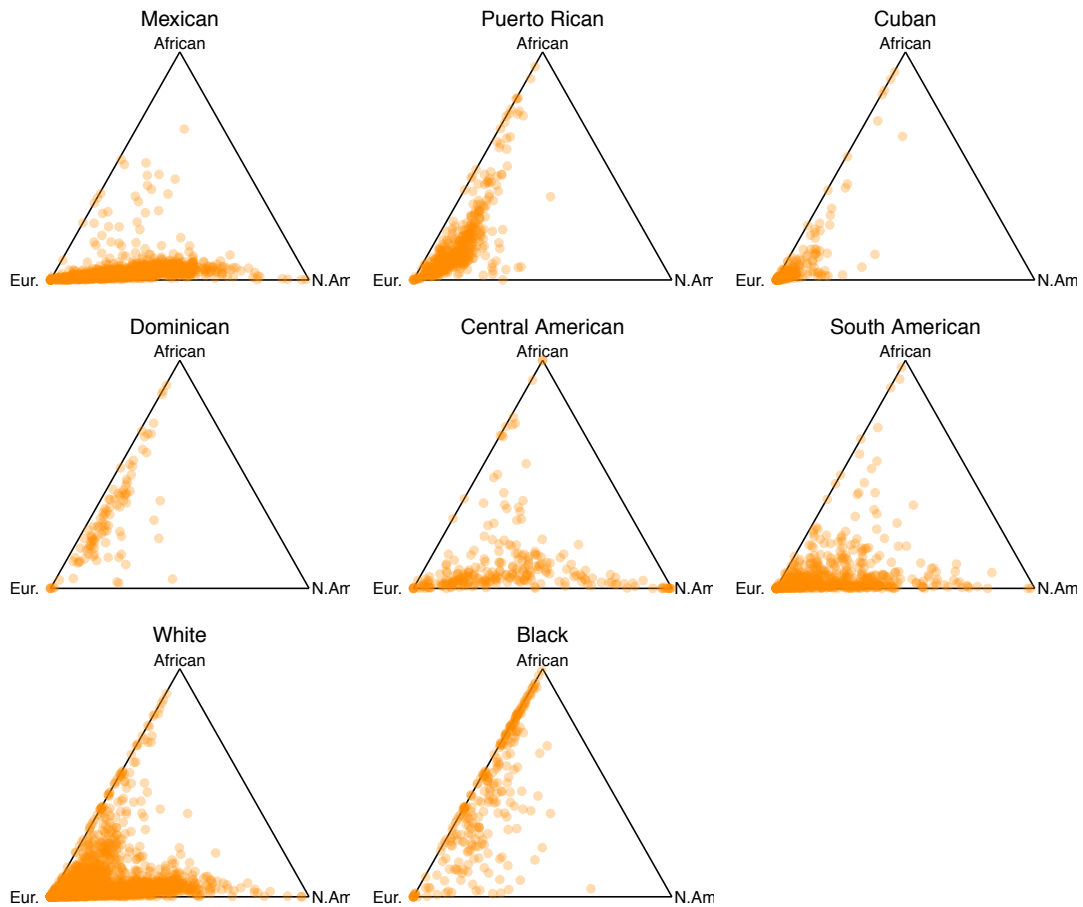 Mexican
African
Eur.
N.Am
Puerto Rican
African
Eur.
N.Am
Cuban
African
Eur.
N.Am
Dominican
African
Eur.
N.Am
Central American
African
Eur.
N.Am
South American
African
Eur.
N.Am
White
African
Eur.
N.Am
Black
African
Eur.
N.Am